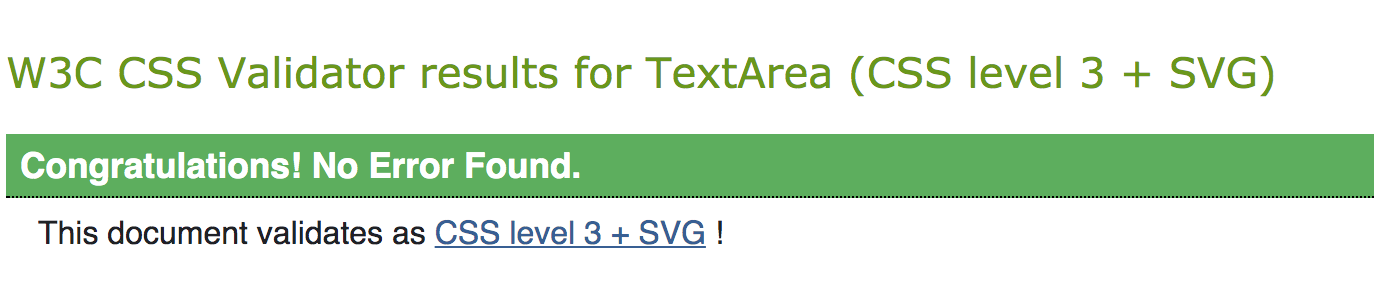 W3C CSS Validator results for TextArea (CSS level 3 + SVG)
Congratulations! No Error Found.
This document validates as CSS level 3 + SVG !